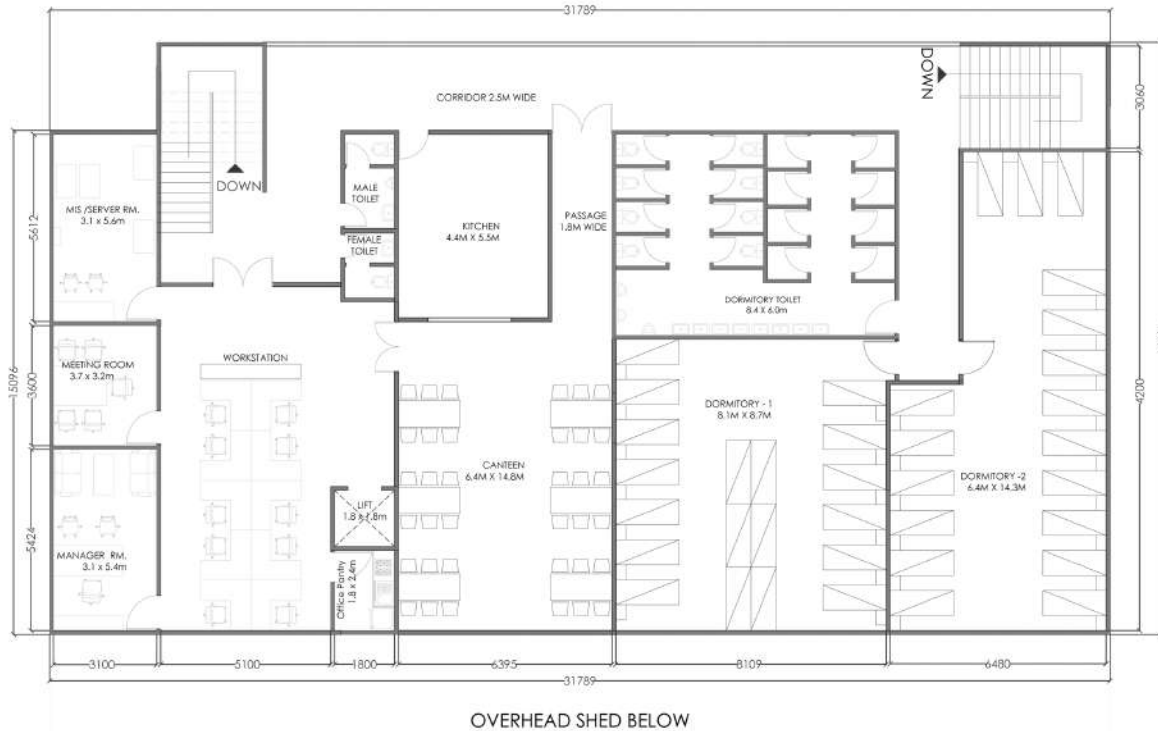 31789
DOWN
3060
CORRIDOR 2.5M WIDE
DOWN
MIS /SERVER RM.
3.1 x 5.6m
5612
MALE
TOILET
FEMALE
TOILET
KITCHEN
4.4M X 5.5M
PASSAGE
1.8M WIDE
DORMITORY TOILET
8.4 X 6.0m
MEETING ROOM
3.7 x 3.2m
3600
15096
WORKSTATION
DORMITORY - 1
8.1M X 8.7M
4200
CANTEEN
6.4M X 14.8M
DORMITORY -2
6.4M X 14.3M
LIFT
1.8 x 1.8m
MANAGER RM.
3.1 x 5.4m
5424
Office Pantry
1.8 x 2.4m
3100
5100
1800
6395
8109
6480
31789
OVERHEAD SHED BELOW